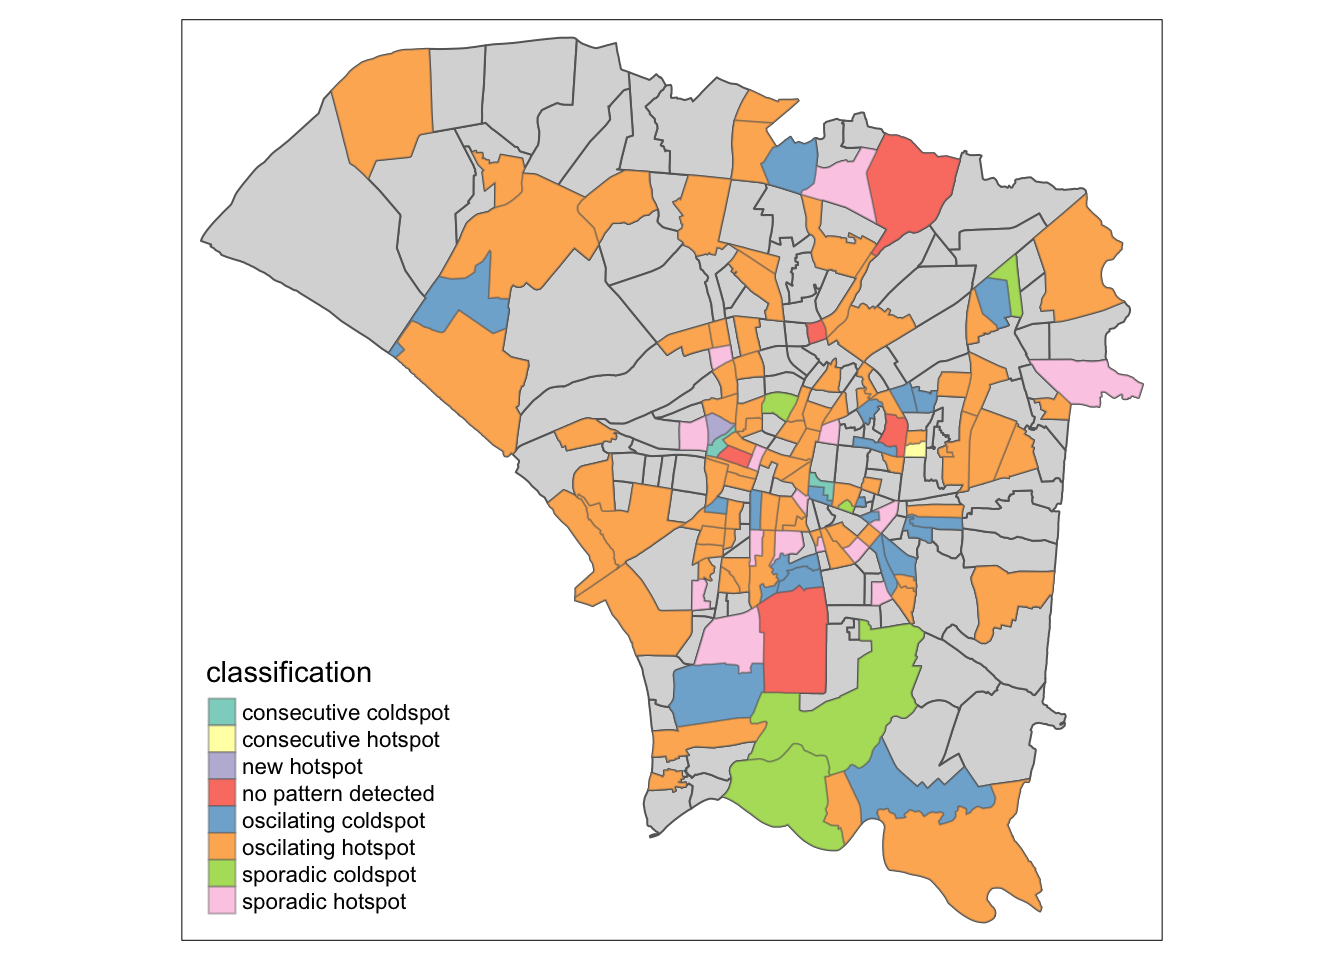 classification
consecutive coldspot
consecutive hotspot
new hotspot
no pattern detected
oscilating coldspot
oscilating hotspot
sporadic coldspot
sporadic hotspot